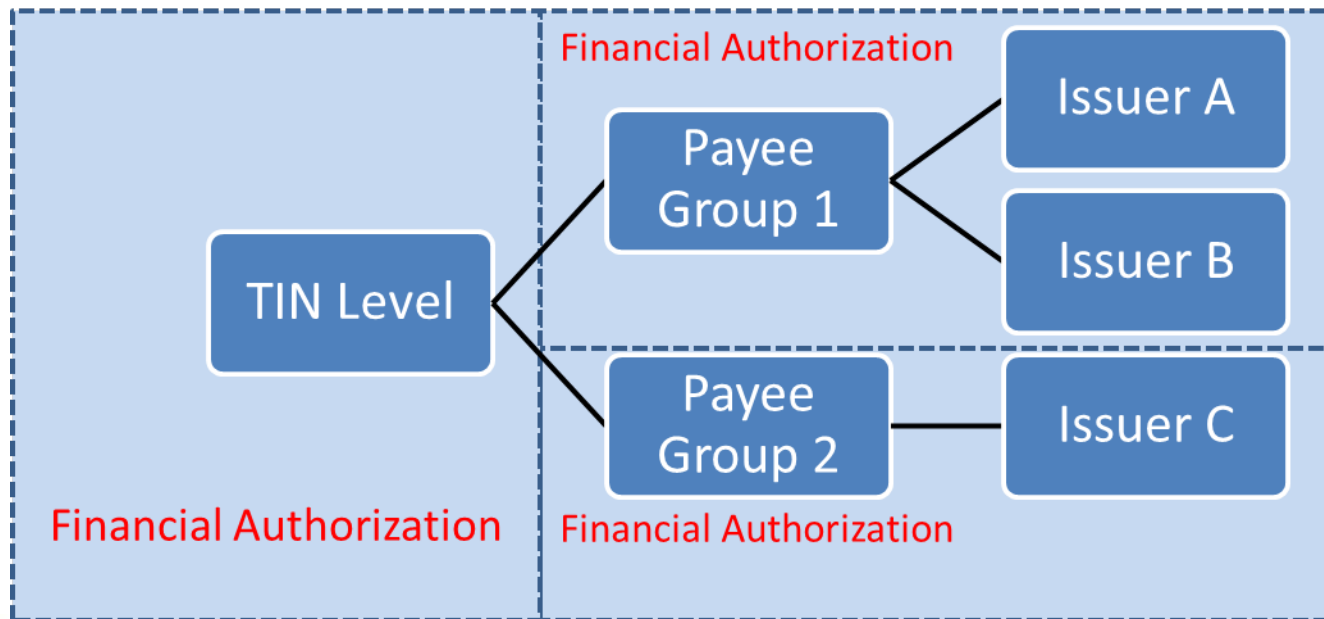 Financial Authorization
Issuer A
Payee
Group 1
Issuer B
TIN Level
Payee
Group 2
Issuer C
Financial Authorization
Financial Authorization